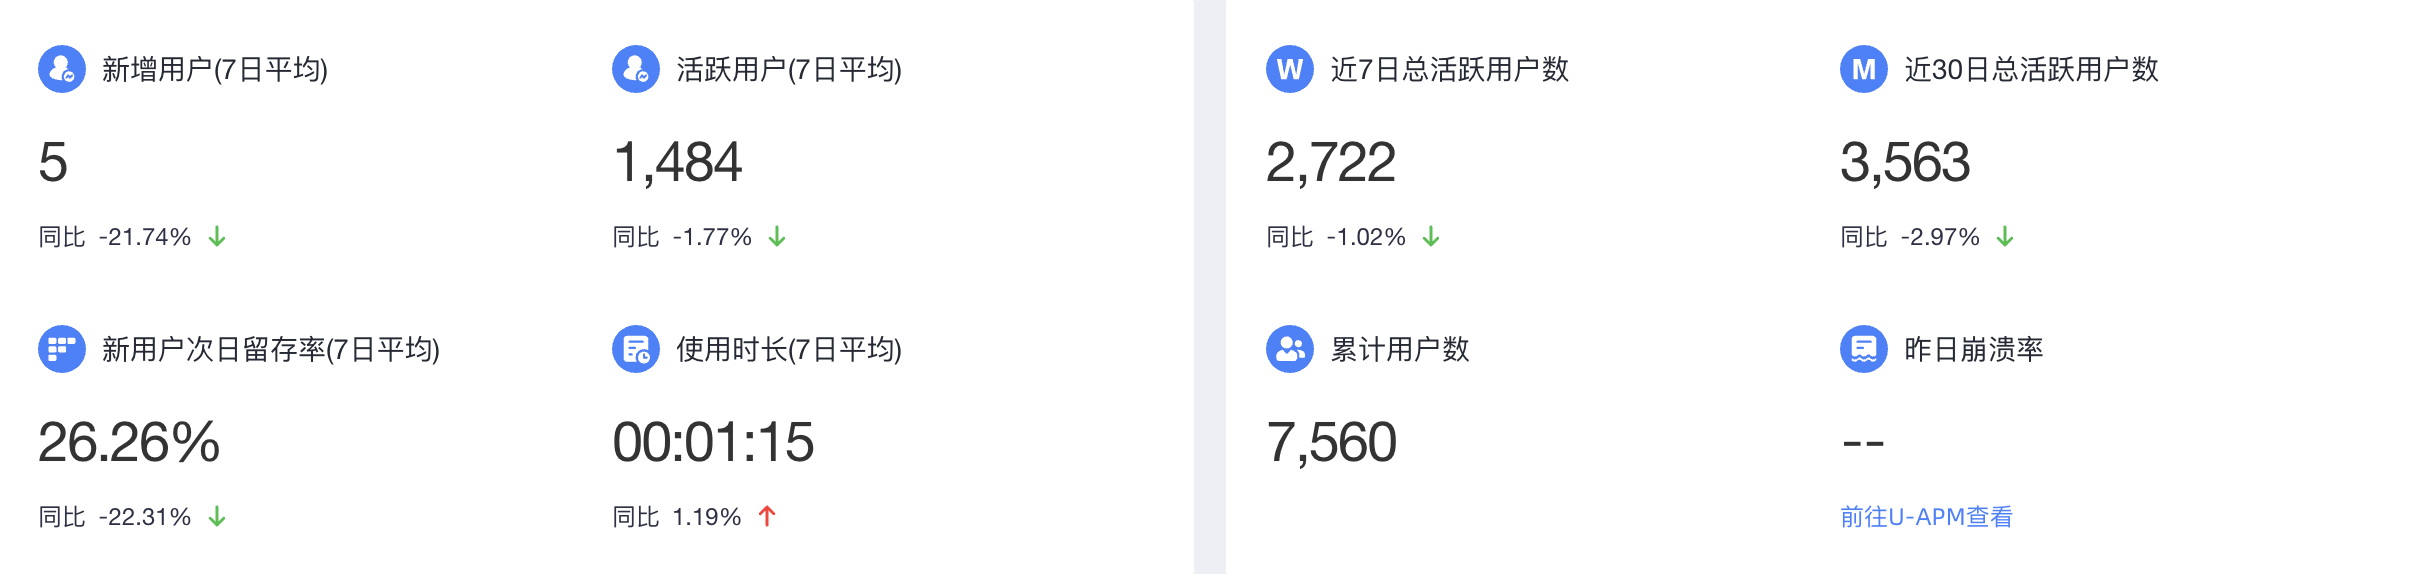 新增用户(7日平均)
活跃用户(7日平均)
5
1,484
同比 -21.74% ↓
同比 -1.77% ↓
新用户次日留存率(7日平均)
使用时长(7日平均)
26.26%
00:01:15
同比 -22.31% ↓
同比 1.19% ↑
W 近7日总活跃用户数
M 近30日总活跃用户数
2,722
3,563
同比 -1.02% ↓
同比 -2.97% ↓
累计用户数
昨日崩溃率
7,560
--
前往U-APM查看